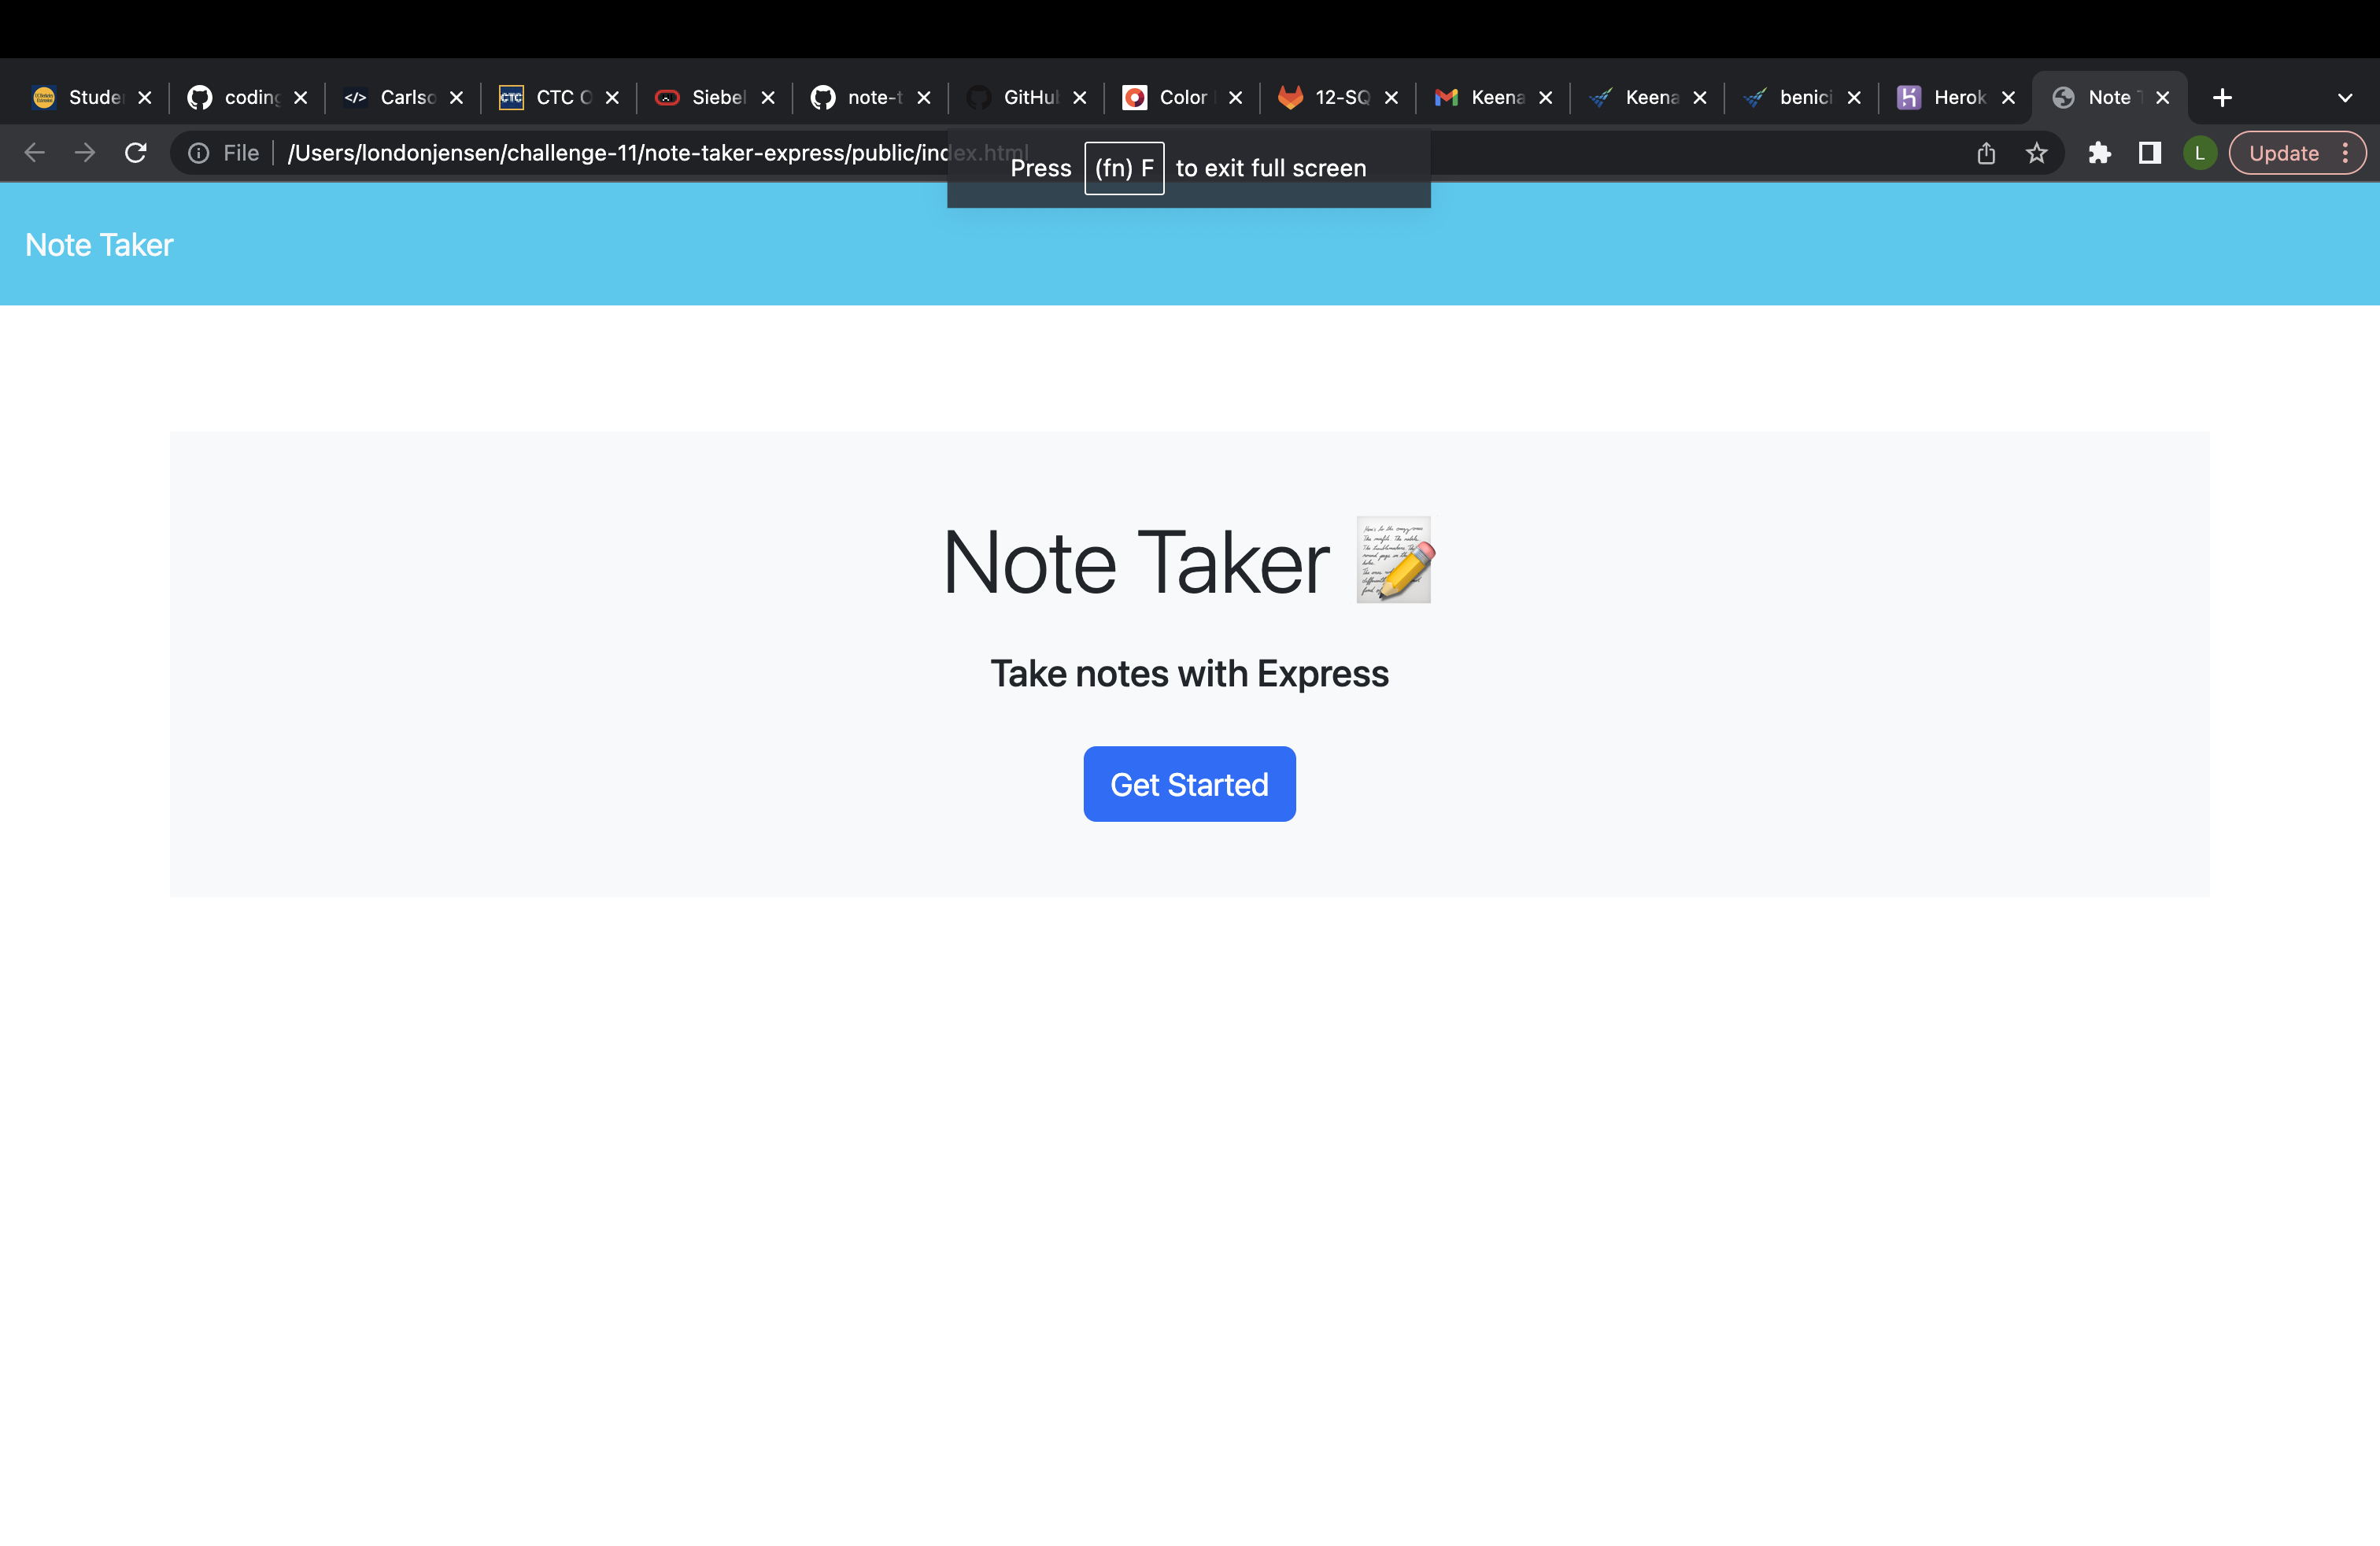 Stude
coding
</>
Carlso
CTC
CTC O
Siebel
note-t
GitHub
Color
12-SQ
Keena
Keena
benici
Herok
Note T
File
/Users/londonjensen/challenge-11/note-taker-express/public/index.html
Press (fn) F to exit full screen
L
Update
Note Taker
Note Taker
Take notes with Express
Get Started